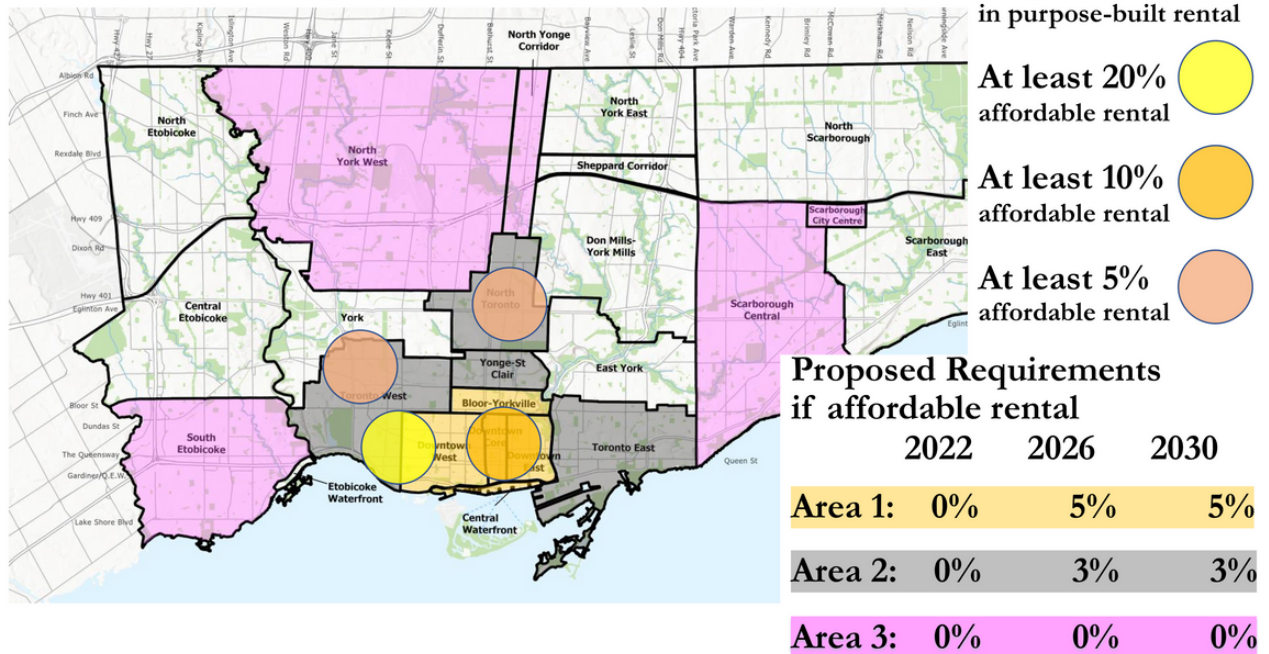 in purpose-built rental
At least 20%
affordable rental
At least 10%
affordable rental
At least 5%
affordable rental
Proposed Requirements
if affordable rental
2022 2026 2030
Area 1: 0% 5% 5%
Area 2: 0% 3% 3%
Area 3: 0% 0% 0%
Hwy 27
Kipling Ave
Islington Ave
Weston Rd
Jane St
Keele St
Dufferin St
Bathurst St
Bayview Ave
Leslie St
Don Mills Rd
Hwy 404
Warden Ave
Kennedy Rd
Brimley Rd
McCowan Rd
Markham Rd
Neilson Rd
North Yonge
Corridor
Albion Rd
Finch Ave
Rexdale Blvd
Hwy 409
Dixon Rd
Hwy 401
Eglinton Ave
Bloor St
Dundas St
The Queensway
Gardiner/Q.E.W.
Lake Shore Blvd
North
Etobicoke
North
York West
North
York East
North
Scarborough
Sheppard Corridor
Scarborough
City Centre
Don Mills-
York Mills
Scarborough
East
Central
Etobicoke
York
North
Toronto
Scarborough
Central
Yonge-St
Clair
East York
Toronto West
Bloor-Yorkville
South
Etobicoke
Downtown
West
Downtown
Core
Downtown
East
Toronto East
Queen St
Etobicoke
Waterfront
Central
Waterfront